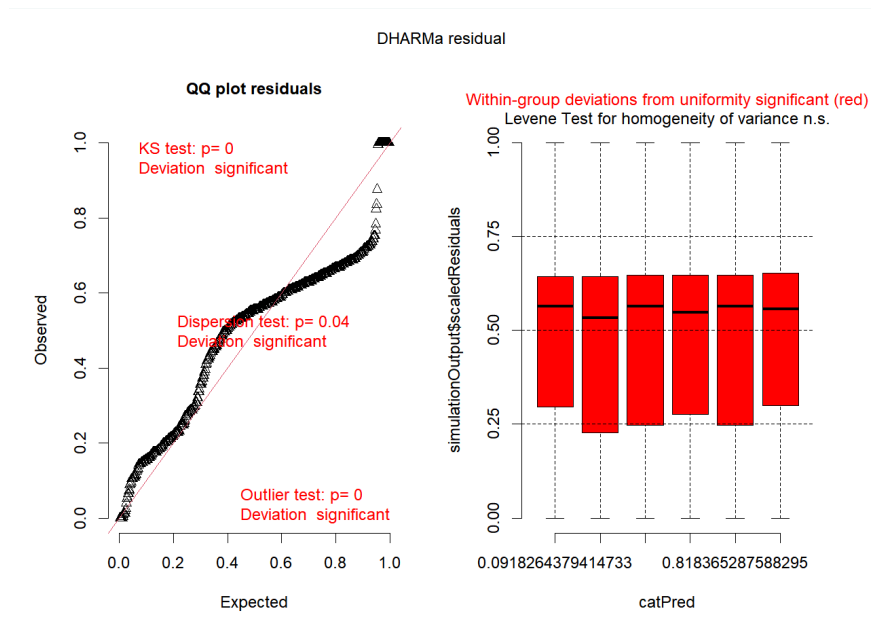 DHARMa residual
QQ plot residuals
KS test: p= 0
Deviation significant
Dispersion test: p= 0.04
Deviation significant
Outlier test: p= 0
Deviation significant
Observed
0.0 0.2 0.4 0.6 0.8 1.0
0.0 0.2 0.4 0.6 0.8 1.0
Expected
Within-group deviations from uniformity significant (red)
Levene Test for homogeneity of variance n.s.
simulationOutput$scaledResiduals
0.00 0.25 0.50 0.75 1.00
0.0918264379414733 0.818365287588295
catPred